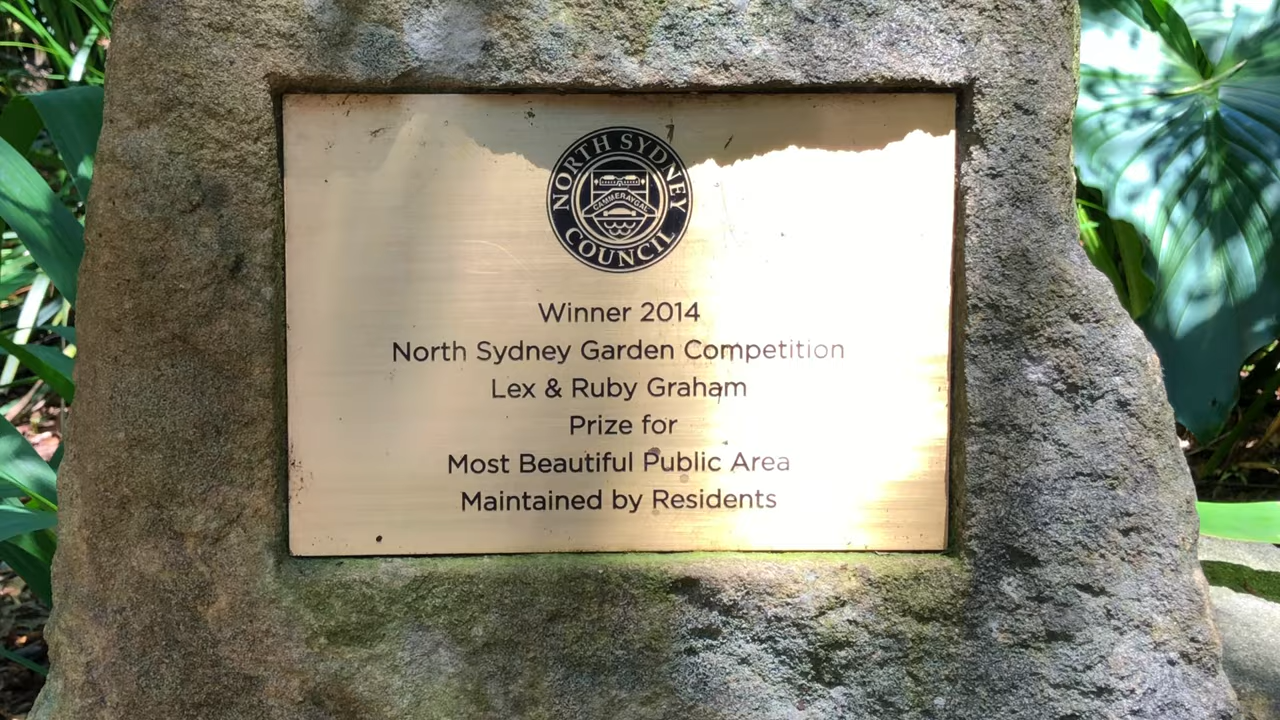 NORTH SYDNEY
CAMMERAYGAL
COUNCIL
Winner 2014
North Sydney Garden Competition
Lex & Ruby Graham
Prize for
Most Beautiful Public Area
Maintained by Residents